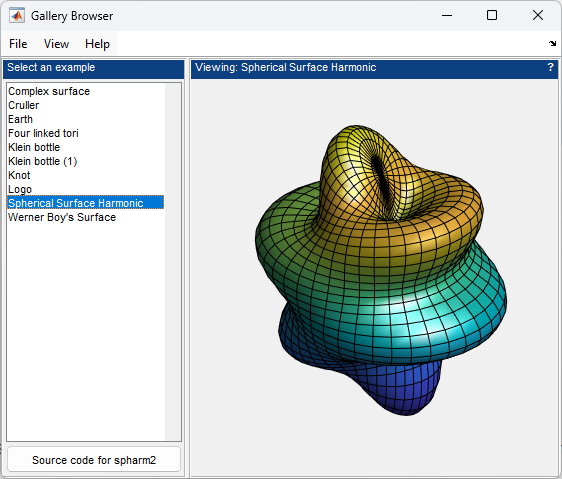 Gallery Browser
File View Help
Select an example
Viewing: Spherical Surface Harmonic ?
Complex surface
Cruller
Earth
Four linked tori
Klein bottle
Klein bottle (1)
Knot
Logo
Spherical Surface Harmonic
Werner Boy's Surface
Source code for spharm2